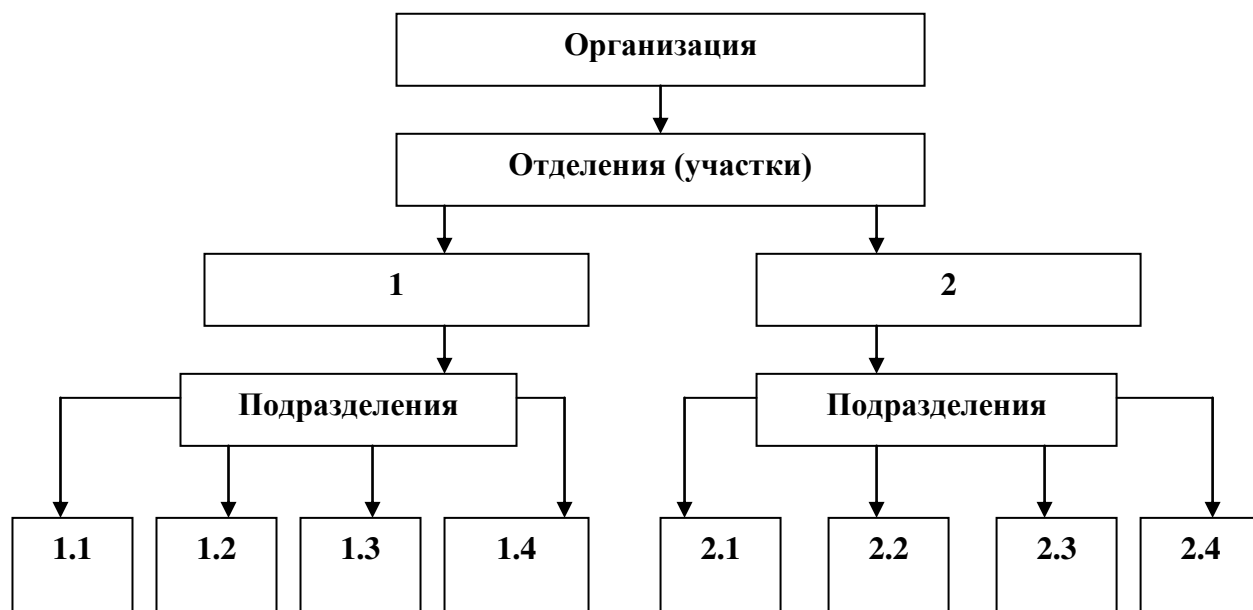 Организация
Отделения (участки)
1
2
Подразделения
Подразделения
1.1
1.2
1.3
1.4
2.1
2.2
2.3
2.4